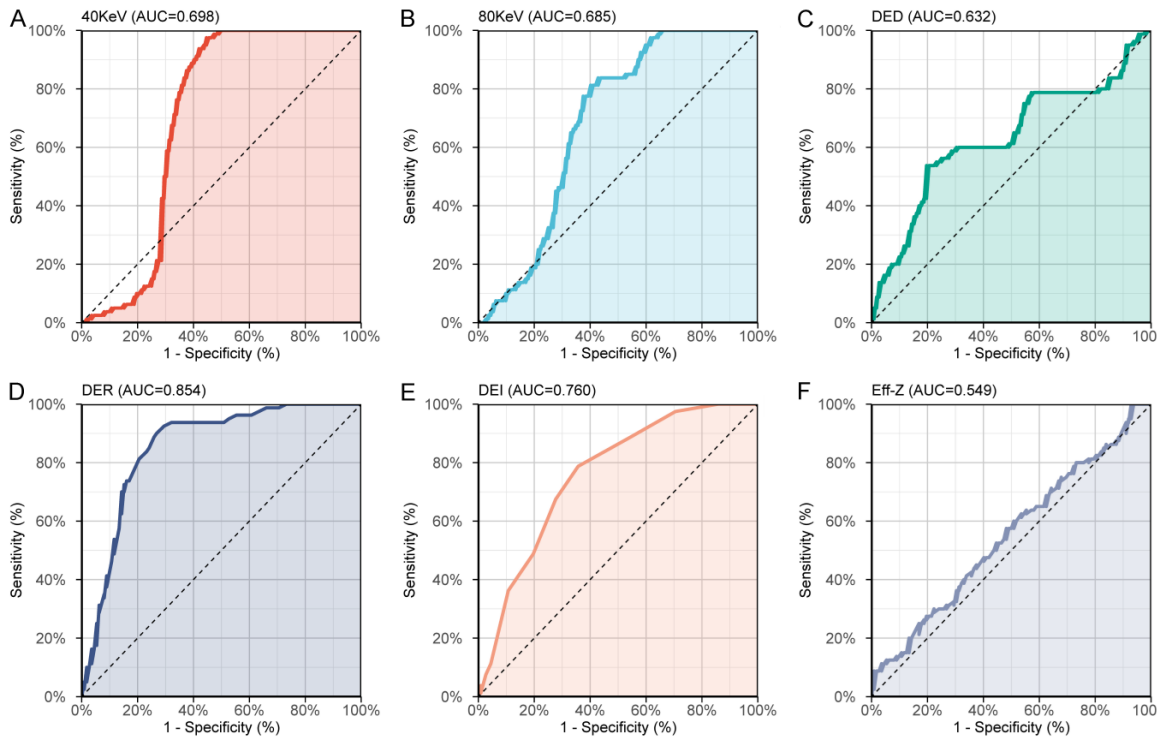 A
40KeV (AUC=0.698)
100%
80%
60%
40%
20%
0%
Sensitivity (%)
0% 20% 40% 60% 80% 100%
1 - Specificity (%)
B
80KeV (AUC=0.685)
100%
80%
60%
40%
20%
0%
Sensitivity (%)
0% 20% 40% 60% 80% 100%
1 - Specificity (%)
C
DED (AUC=0.632)
100%
80%
60%
40%
20%
0%
Sensitivity (%)
0% 20% 40% 60% 80% 100%
1 - Specificity (%)
D
DER (AUC=0.854)
100%
80%
60%
40%
20%
0%
Sensitivity (%)
0% 20% 40% 60% 80% 100%
1 - Specificity (%)
E
DEI (AUC=0.760)
100%
80%
60%
40%
20%
0%
Sensitivity (%)
0% 20% 40% 60% 80% 100%
1 - Specificity (%)
F
Eff-Z (AUC=0.549)
100%
80%
60%
40%
20%
0%
Sensitivity (%)
0% 20% 40% 60% 80% 100%
1 - Specificity (%)